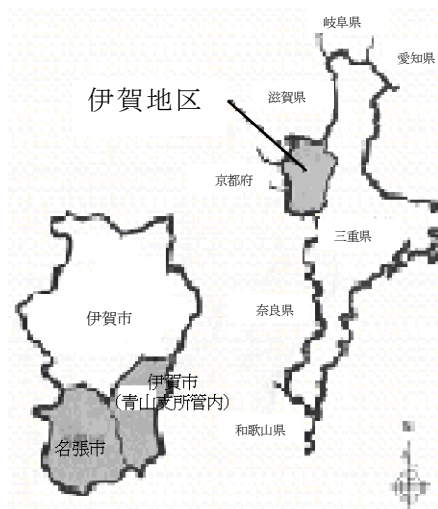 岐阜県
愛知県
伊賀地区
滋賀県
京都府
三重県
伊賀市
奈良県
伊賀市
（青山支所管内）
和歌山県
名張市